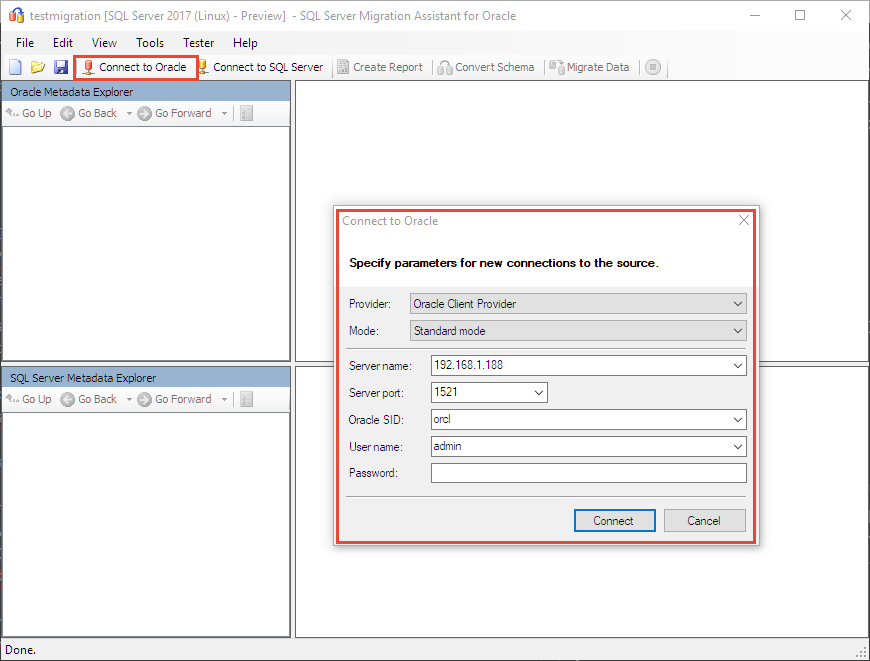 testmigration [SQL Server 2017 (Linux) - Preview] - SQL Server Migration Assistant for Oracle
File Edit View Tools Tester Help
Connect to Oracle Connect to SQL Server Create Report Convert Schema Migrate Data
Oracle Metadata Explorer
Go Up Go Back Go Forward
Connect to Oracle
Specify parameters for new connections to the source.
Provider: Oracle Client Provider
Mode: Standard mode
Server name: 192.168.1.188
Server port: 1521
Oracle SID: orcl
User name: admin
Password:
Connect Cancel
SQL Server Metadata Explorer
Go Up Go Back Go Forward
Done.